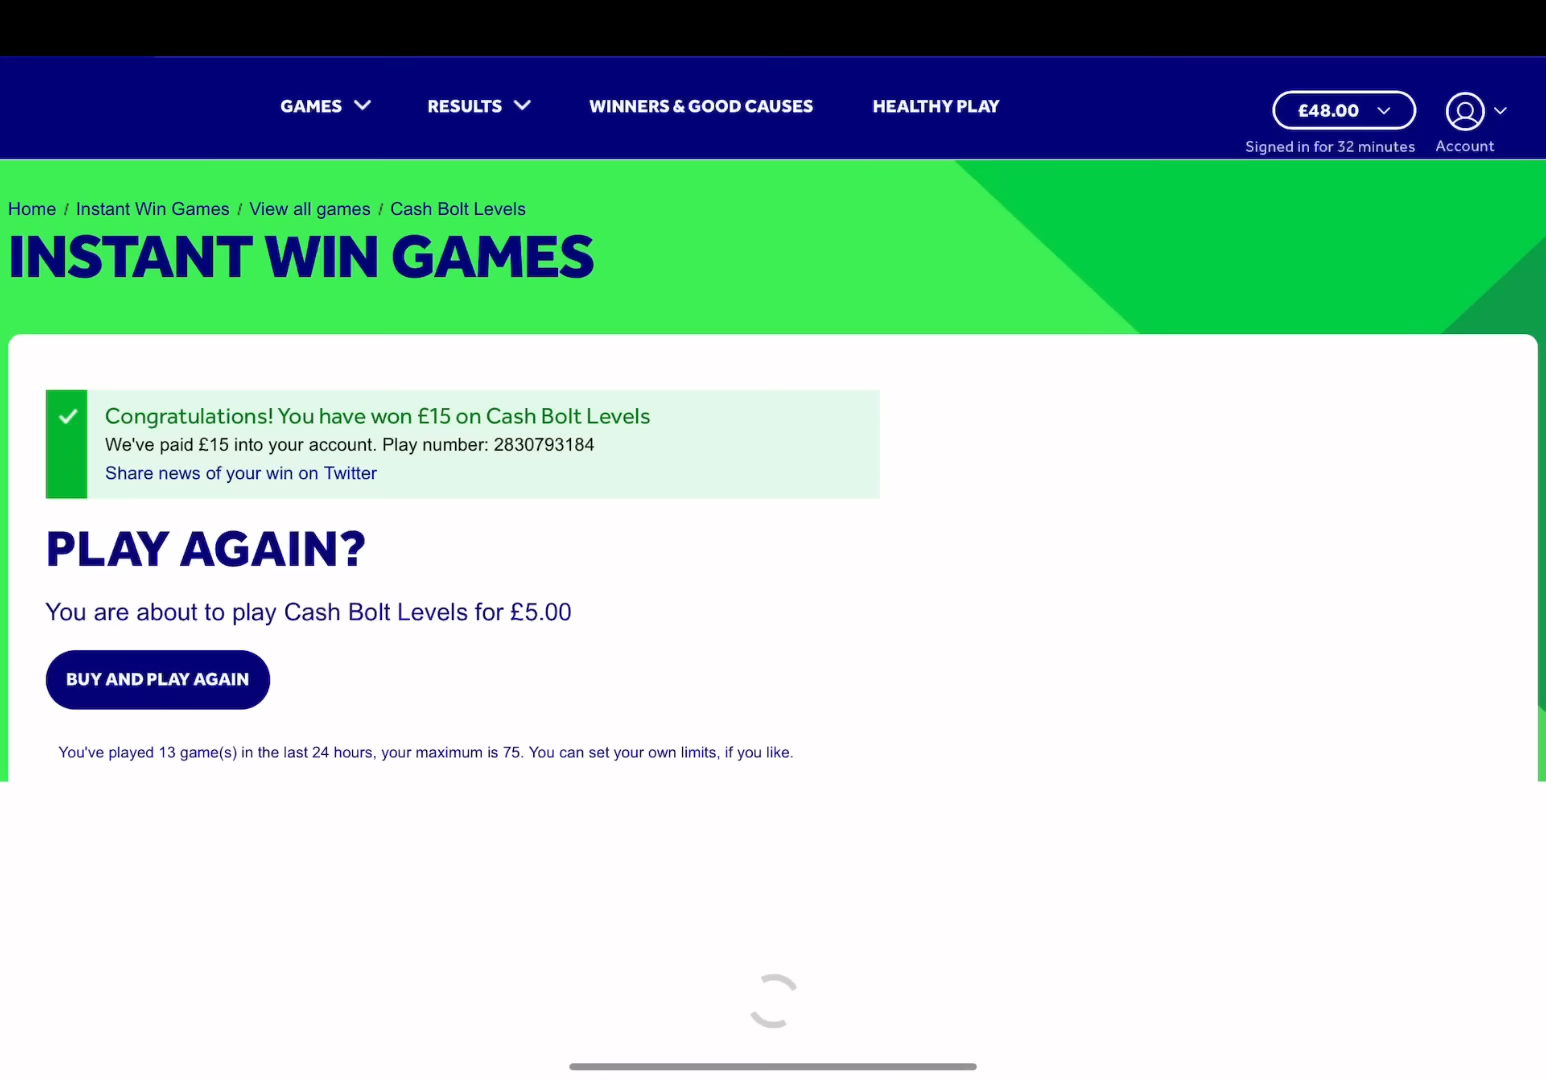 GAMES RESULTS WINNERS & GOOD CAUSES HEALTHY PLAY £48.00
Signed in for 32 minutes Account
Home / Instant Win Games / View all games / Cash Bolt Levels
INSTANT WIN GAMES
Congratulations! You have won £15 on Cash Bolt Levels
We've paid £15 into your account. Play number: 2830793184
Share news of your win on Twitter
PLAY AGAIN?
You are about to play Cash Bolt Levels for £5.00
BUY AND PLAY AGAIN
You've played 13 game(s) in the last 24 hours, your maximum is 75. You can set your own limits, if you like.